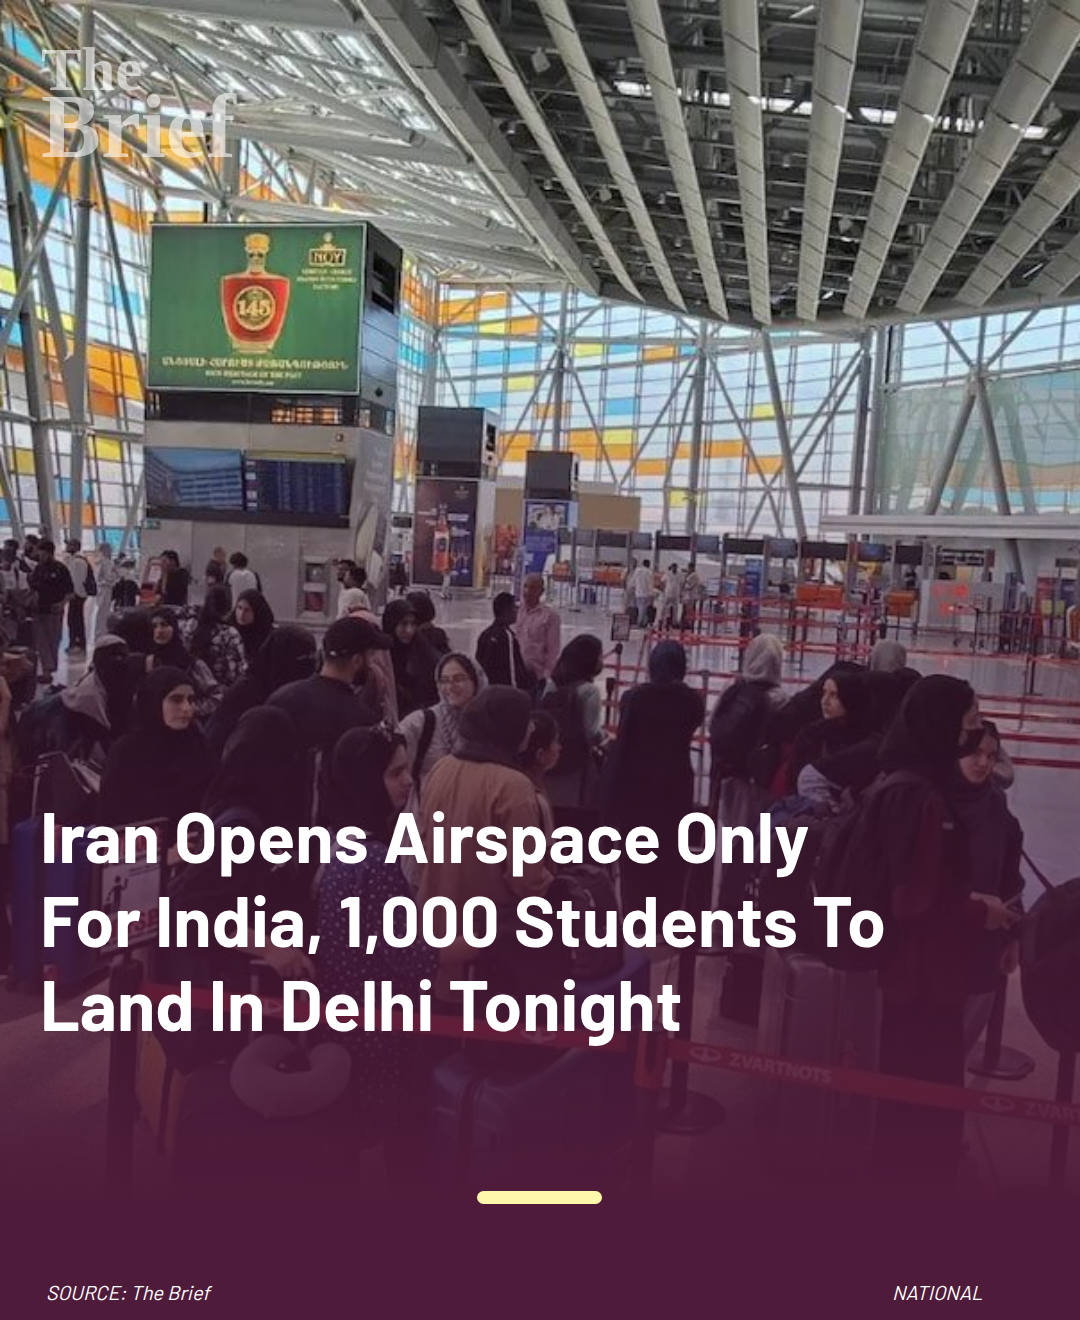 The
Brief
NOY
145
ZVARTNOTS
Iran Opens Airspace Only
For India, 1,000 Students To
Land In Delhi Tonight
SOURCE: The Brief
NATIONAL